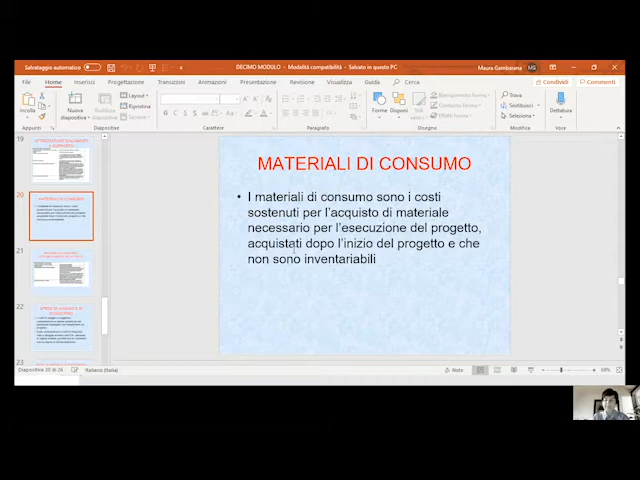 Salvataggio automatico
DECIMO MODULO - Modalità compatibilità - Salvato in questo PC
Maura Gambarana
MG
File Home Inserisci Progettazione Transizioni Animazioni Presentazione Revisione Visualizza Guida Cerca
Condividi Commenti
Incolla
Nuova diapositiva
Layout
Ripristina
Forme Disponi
Trova
Sostituisci
Seleziona
Dettatura
Appunti Diapositive Carattere Paragrafo Disegno Modifica Voce
19
20
21
22
23
MATERIALI DI CONSUMO
• I materiali di consumo sono i costi
sostenuti per l'acquisto di materiale
necessario per l'esecuzione del progetto,
acquistati dopo l'inizio del progetto e che
non sono inventariabili
Diapositiva 20 di 26 Italiano (Italia)
Note
68%